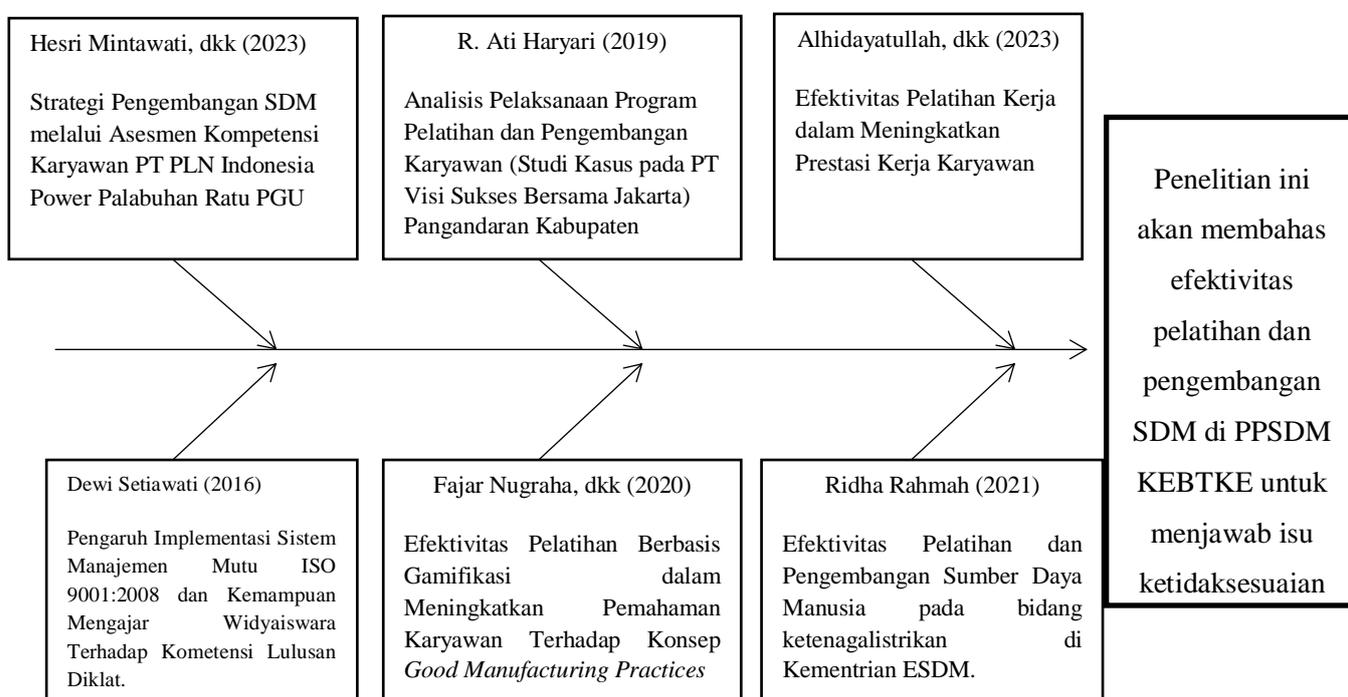 Hesri Mintawati, dkk (2023)
Strategi Pengembangan SDM
melalui Asesmen Kompetensi
Karyawan PT PLN Indonesia
Power Palabuhan Ratu PGU
R. Ati Haryari (2019)
Analisis Pelaksanaan Program
Pelatihan dan Pengembangan
Karyawan (Studi Kasus pada PT
Visi Sukses Bersama Jakarta)
Pangandaran Kabupaten
Alhidayatullah, dkk (2023)
Efektivitas Pelatihan Kerja
dalam Meningkatkan
Prestasi Kerja Karyawan
Penelitian ini
akan membahas
efektivitas
pelatihan dan
pengembangan
SDM di PPSDM
KEBTKE untuk
menjawab isu
ketidaksesuaian
Dewi Setiawati (2016)
Pengaruh Implementasi Sistem
Manajemen Mutu ISO
9001:2008 dan Kemampuan
Mengajar Widyaiswara
Terhadap Kometensi Lulusan
Diklat.
Fajar Nugraha, dkk (2020)
Efektivitas Pelatihan Berbasis
Gamifikasi dalam
Meningkatkan Pemahaman
Karyawan Terhadap Konsep
Good Manufacturing Practices
Ridha Rahmah (2021)
Efektivitas Pelatihan dan
Pengembangan Sumber Daya
Manusia pada bidang
ketenagalistrikan di
Kementrian ESDM.